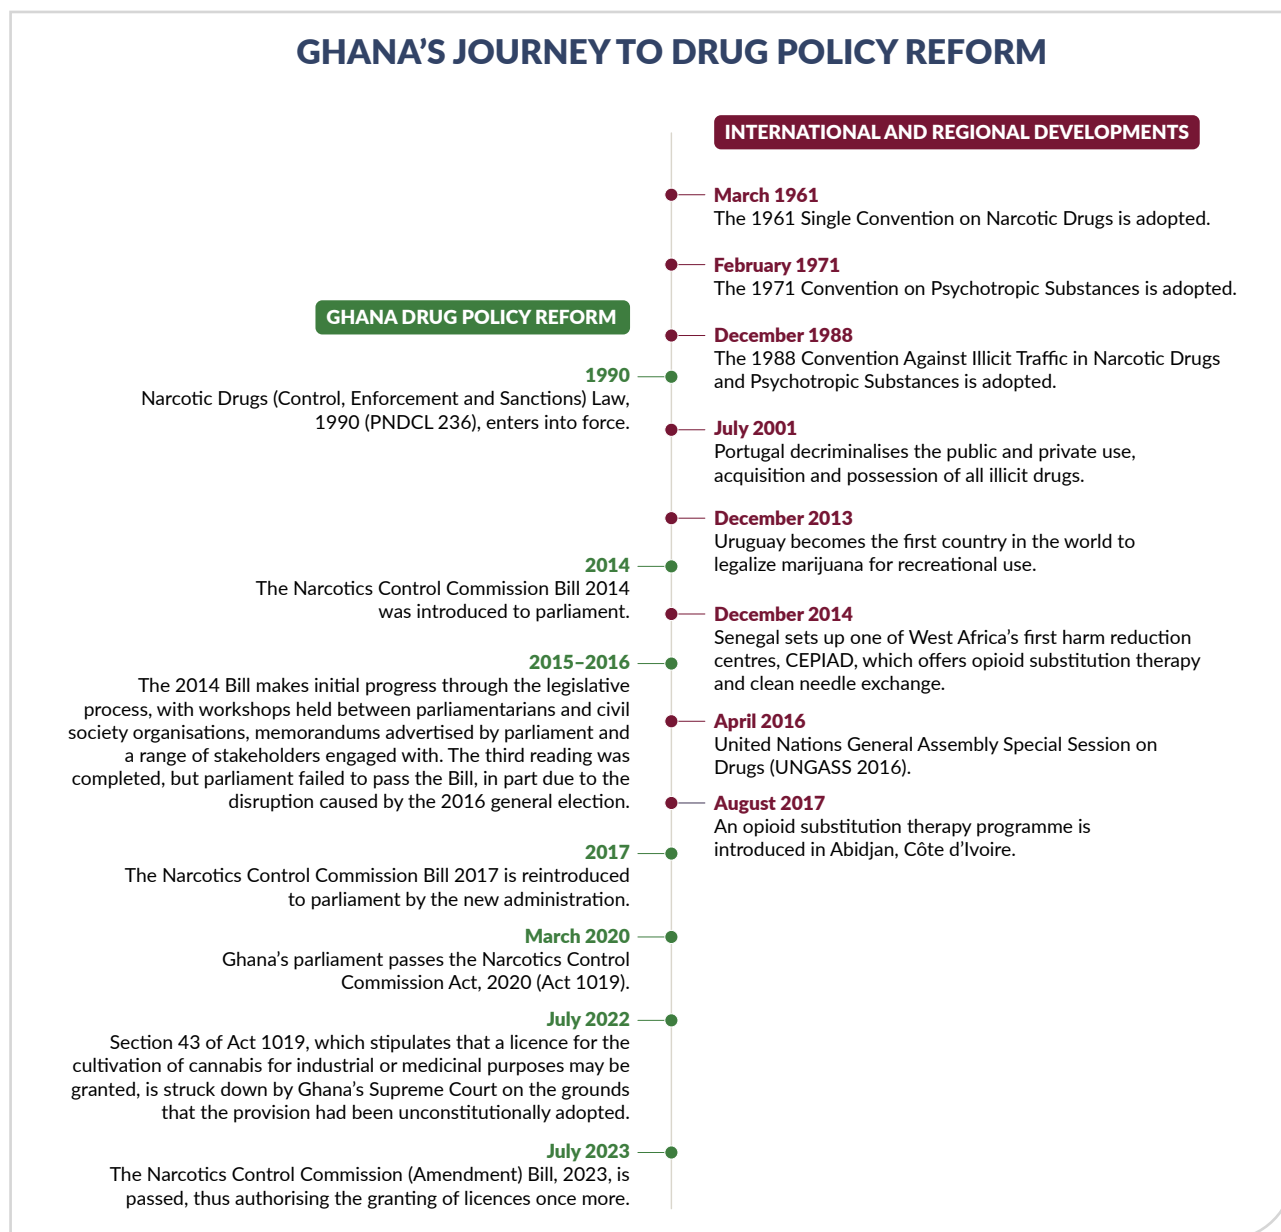 GHANA’S JOURNEY TO DRUG POLICY REFORM
INTERNATIONAL AND REGIONAL DEVELOPMENTS
March 1961
The 1961 Single Convention on Narcotic Drugs is adopted.
February 1971
The 1971 Convention on Psychotropic Substances is adopted.
December 1988
The 1988 Convention Against Illicit Traffic in Narcotic Drugs
and Psychotropic Substances is adopted.
July 2001
Portugal decriminalises the public and private use,
acquisition and possession of all illicit drugs.
December 2013
Uruguay becomes the first country in the world to
legalize marijuana for recreational use.
December 2014
Senegal sets up one of West Africa’s first harm reduction
centres, CEPIAD, which offers opioid substitution therapy
and clean needle exchange.
April 2016
United Nations General Assembly Special Session on
Drugs (UNGASS 2016).
August 2017
An opioid substitution therapy programme is
introduced in Abidjan, Côte d’Ivoire.
GHANA DRUG POLICY REFORM
1990
Narcotic Drugs (Control, Enforcement and Sanctions) Law,
1990 (PNDCL 236), enters into force.
2014
The Narcotics Control Commission Bill 2014
was introduced to parliament.
2015–2016
The 2014 Bill makes initial progress through the legislative
process, with workshops held between parliamentarians and civil
society organisations, memorandums advertised by parliament and
a range of stakeholders engaged with. The third reading was
completed, but parliament failed to pass the Bill, in part due to the
disruption caused by the 2016 general election.
2017
The Narcotics Control Commission Bill 2017 is reintroduced
to parliament by the new administration.
March 2020
Ghana’s parliament passes the Narcotics Control
Commission Act, 2020 (Act 1019).
July 2022
Section 43 of Act 1019, which stipulates that a licence for the
cultivation of cannabis for industrial or medicinal purposes may be
granted, is struck down by Ghana’s Supreme Court on the grounds
that the provision had been unconstitutionally adopted.
July 2023
The Narcotics Control Commission (Amendment) Bill, 2023, is
passed, thus authorising the granting of licences once more.